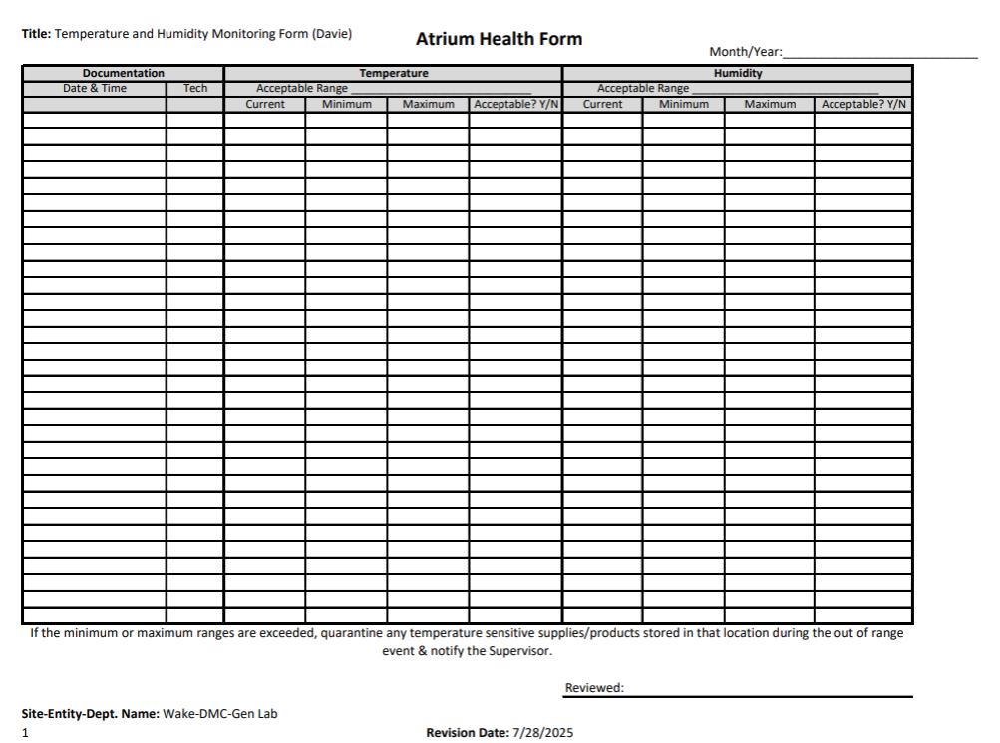 Title: Temperature and Humidity Monitoring Form (Davie)
Atrium Health Form
Month/Year:
Documentation Temperature Humidity
Date & Time Tech Acceptable Range Acceptable Range
Current Minimum Maximum Acceptable? Y/N Current Minimum Maximum Acceptable? Y/N
If the minimum or maximum ranges are exceeded, quarantine any temperature sensitive supplies/products stored in that location during the out of range
event & notify the Supervisor.
Reviewed:
Site-Entity-Dept. Name: Wake-DMC-Gen Lab
1 Revision Date: 7/28/2025